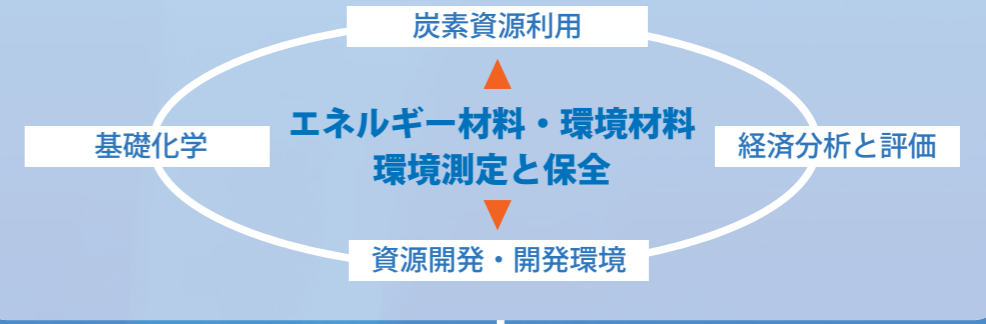 炭素資源利用
エネルギー材料・環境材料
基礎化学
経済分析と評価
環境測定と保全
資源開発・開発環境